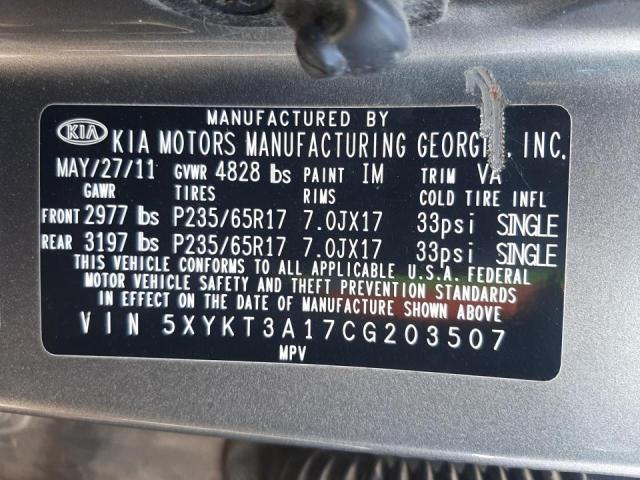 MANUFACTURED BY
KIA KIA MOTORS MANUFACTURING GEORGIA, INC.
MAY/27/11 GVWR 4828 lbs PAINT IM TRIM VA
GAWR TIRES RIMS COLD TIRE INFL
FRONT 2977 lbs P235/65R17 7.0JX17 33psi SINGLE
REAR 3197 lbs P235/65R17 7.0JX17 33psi SINGLE
THIS VEHICLE CONFORMS TO ALL APPLICABLE U.S.A. FEDERAL
MOTOR VEHICLE SAFETY AND THEFT PREVENTION STANDARDS
IN EFFECT ON THE DATE OF MANUFACTURE SHOWN ABOVE
VIN 5XYKT3A17CG203507
MPV